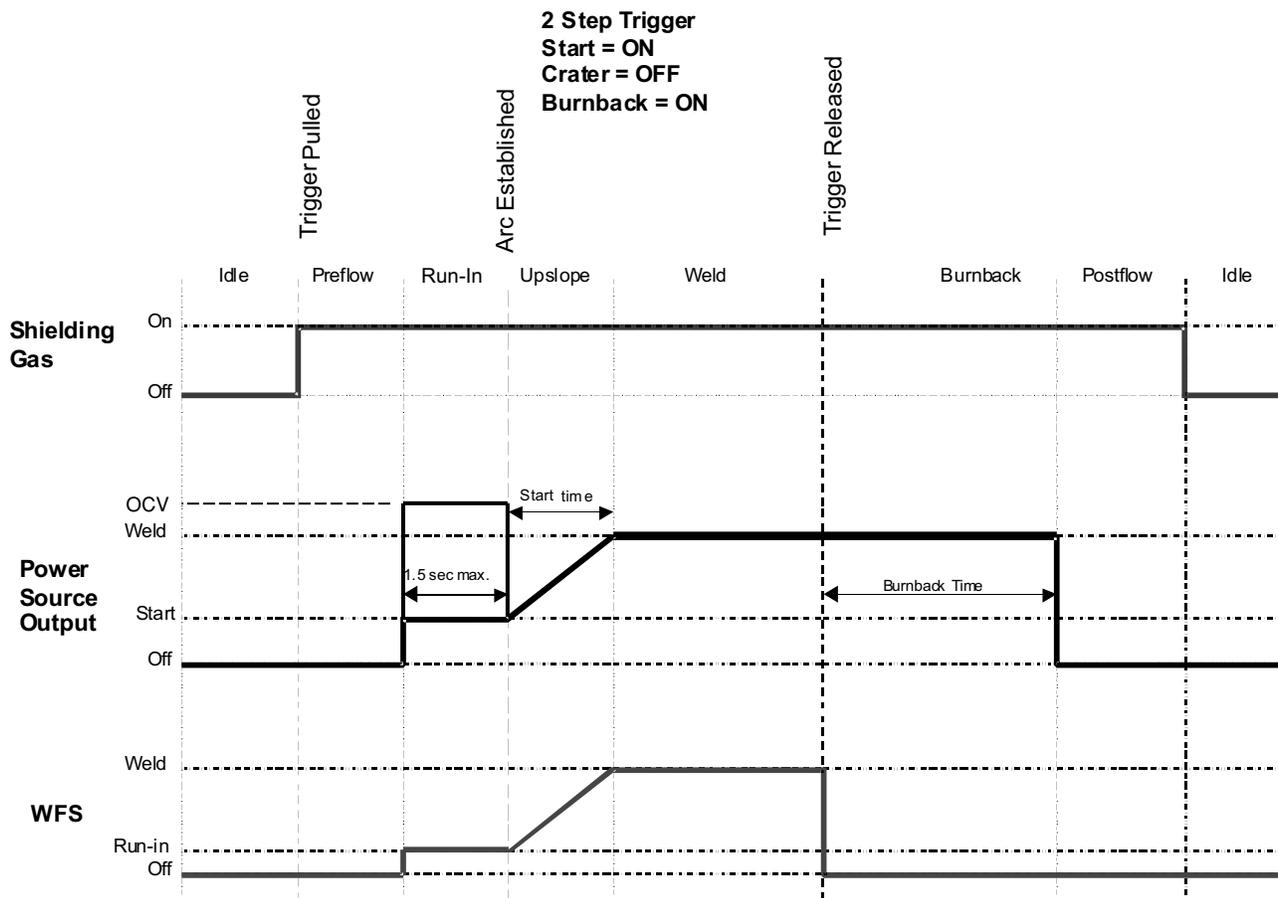 2 Step Trigger
Start = ON
Crater = OFF
Burnback = ON
Trigger Pulled
Arc Established
Trigger Released
Idle
Preflow
Run-In
Upslope
Weld
Burnback
Postflow
Idle
Shielding
Gas
On
Off
OCV
Weld
Start
Off
Power
Source
Output
Start time
1.5 sec max.
Burnback Time
Weld
WFS
Run-in
Off